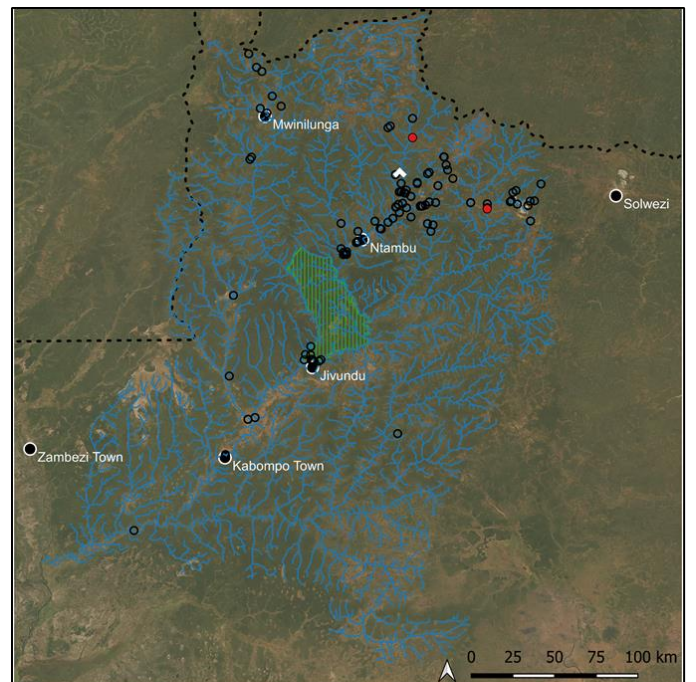 Mwinilunga
Solwezi
Ntambu
Jivundu
Zambezi Town
Kabompo Town
0 25 50 75 100 km